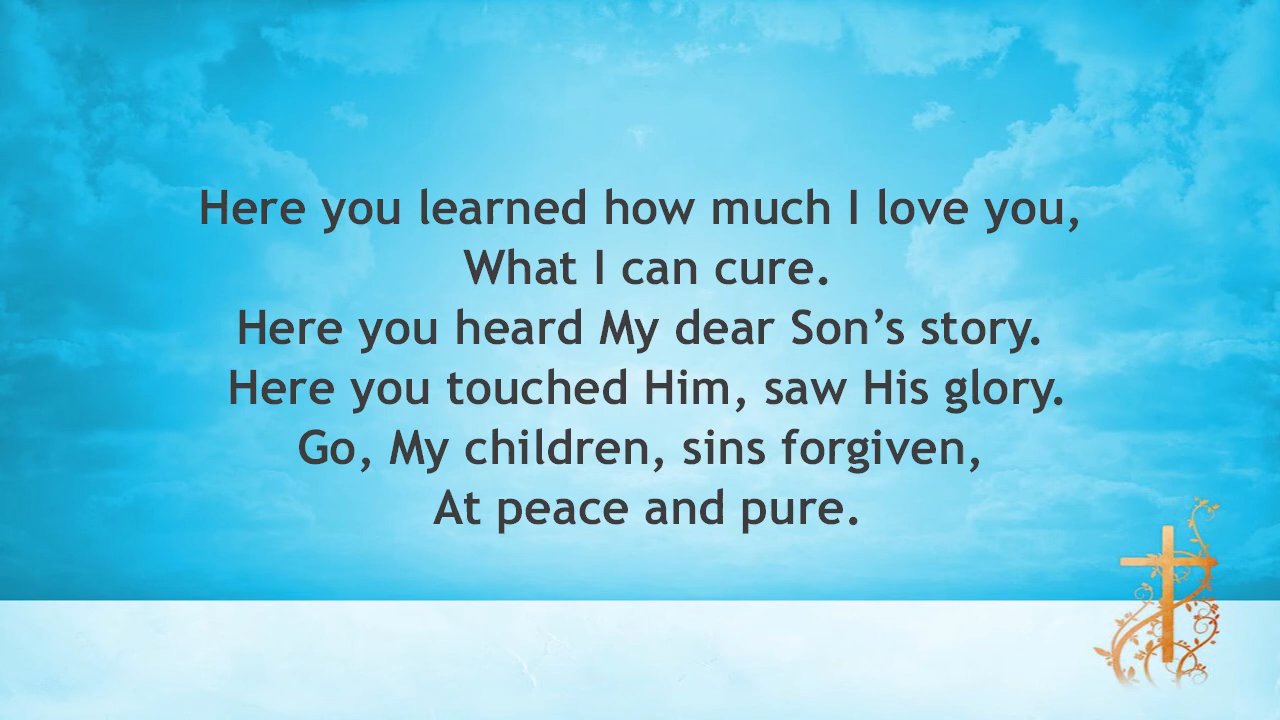 Here you learned how much I love you,
What I can cure.
Here you heard My dear Son’s story.
Here you touched Him, saw His glory.
Go, My children, sins forgiven,
At peace and pure.